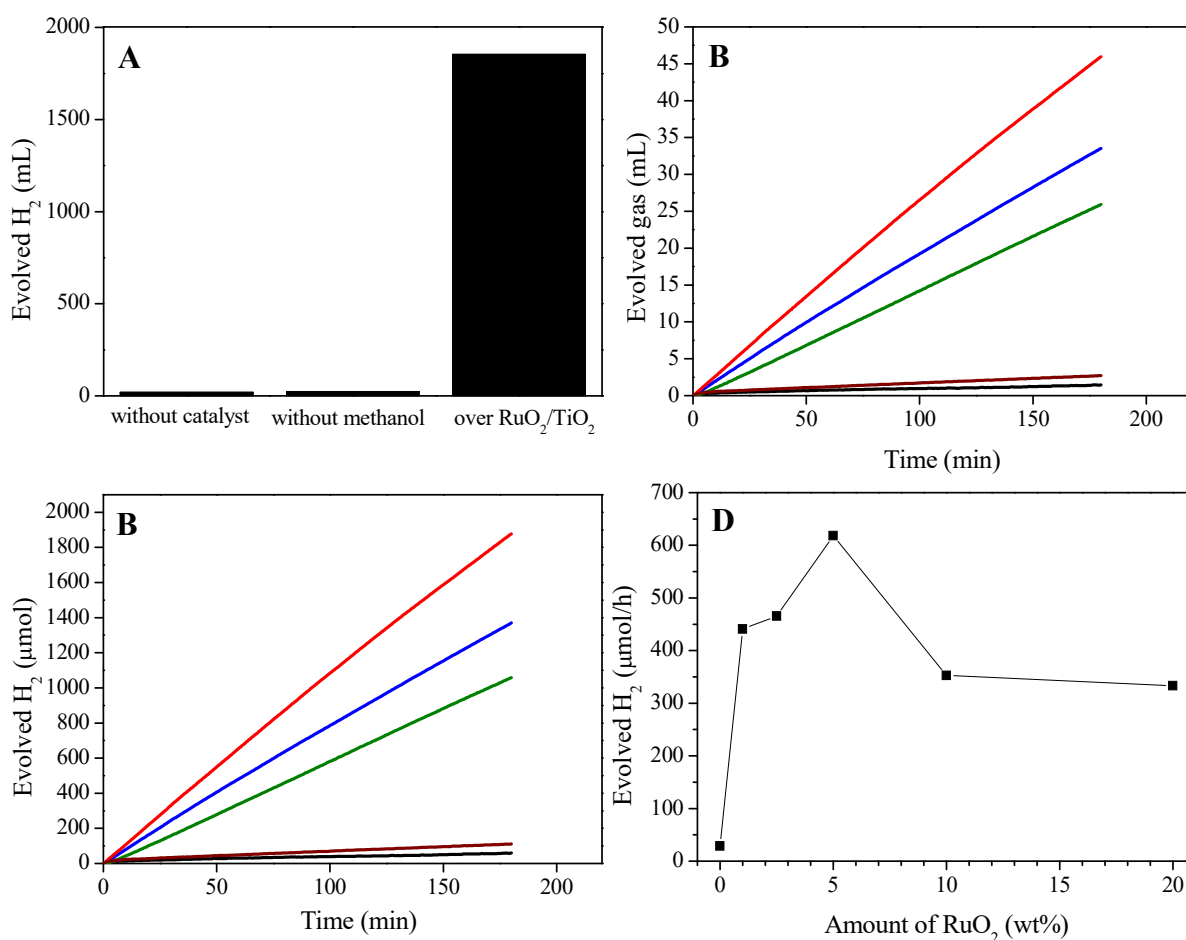 A
Evolved H₂ (mL)
2000
1500
1000
500
0
without catalyst without methanol over RuO₂/TiO₂
B
Evolved gas (mL)
50
45
40
35
30
25
20
15
10
5
0
0 50 100 150 200
Time (min)
B
Evolved H₂ (μmol)
2000
1800
1600
1400
1200
1000
800
600
400
200
0
0 50 100 150 200
Time (min)
D
Evolved H₂ (μmol/h)
700
600
500
400
300
200
100
0
0 5 10 15 20
Amount of RuO₂ (wt%)